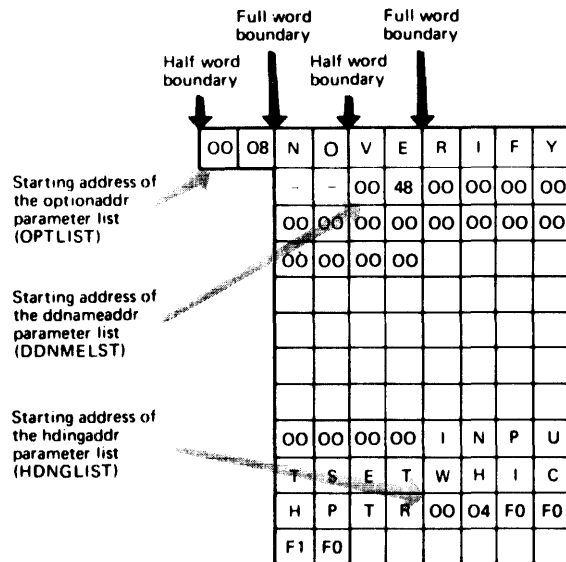 Full word boundary
Full word boundary
Half word boundary
Half word boundary
00 08 N O V E R I F Y
Starting address of the optionaddr parameter list (OPTLIST)
- - 00 48 00 00 00 00
00 00 00 00 00 00 00 00
00 00 00 00
Starting address of the ddnameaddr parameter list (DDNMELST)
Starting address of the hdingaddr parameter list (HDNGLIST)
00 00 00 00 I N P U
T S E T W H I C
H P T R 00 04 F0 F0
F1 F0